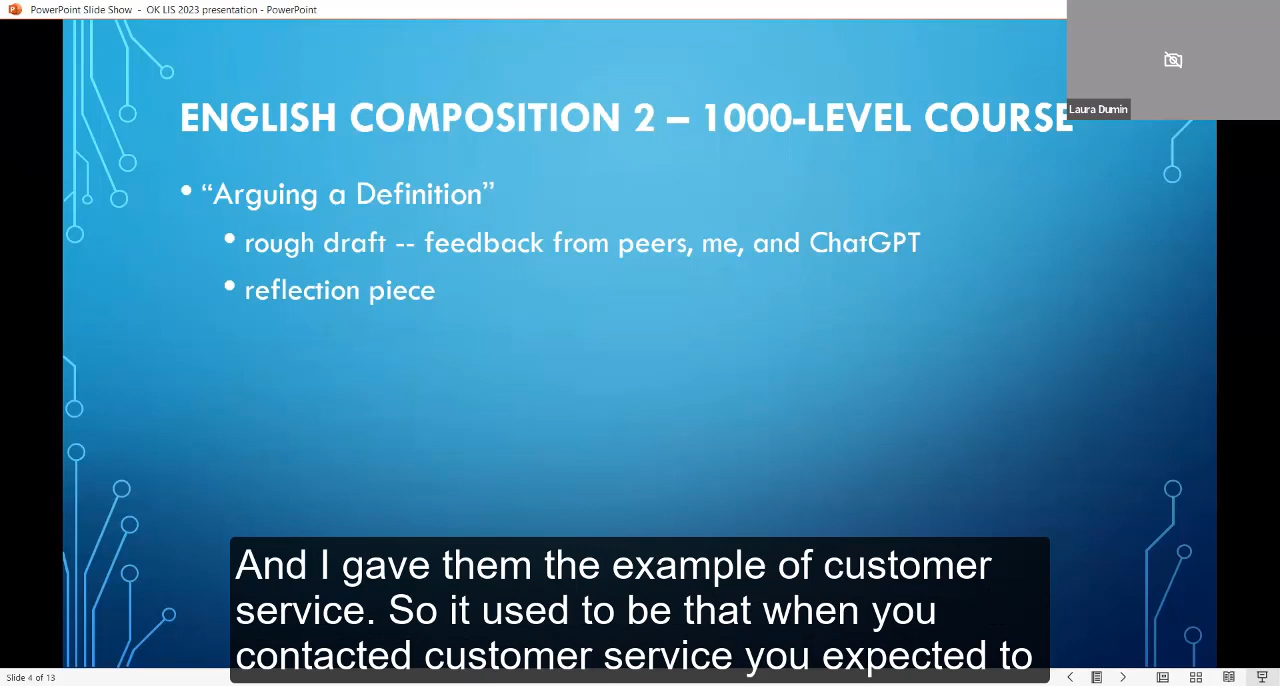 PowerPoint Slide Show - OK LIS 2023 presentation - PowerPoint
Laura Dumin
ENGLISH COMPOSITION 2 – 1000-LEVEL COURSE
• “Arguing a Definition”
• rough draft -- feedback from peers, me, and ChatGPT
• reflection piece
And I gave them the example of customer
service. So it used to be that when you
contacted customer service you expected to
Slide 4 of 13